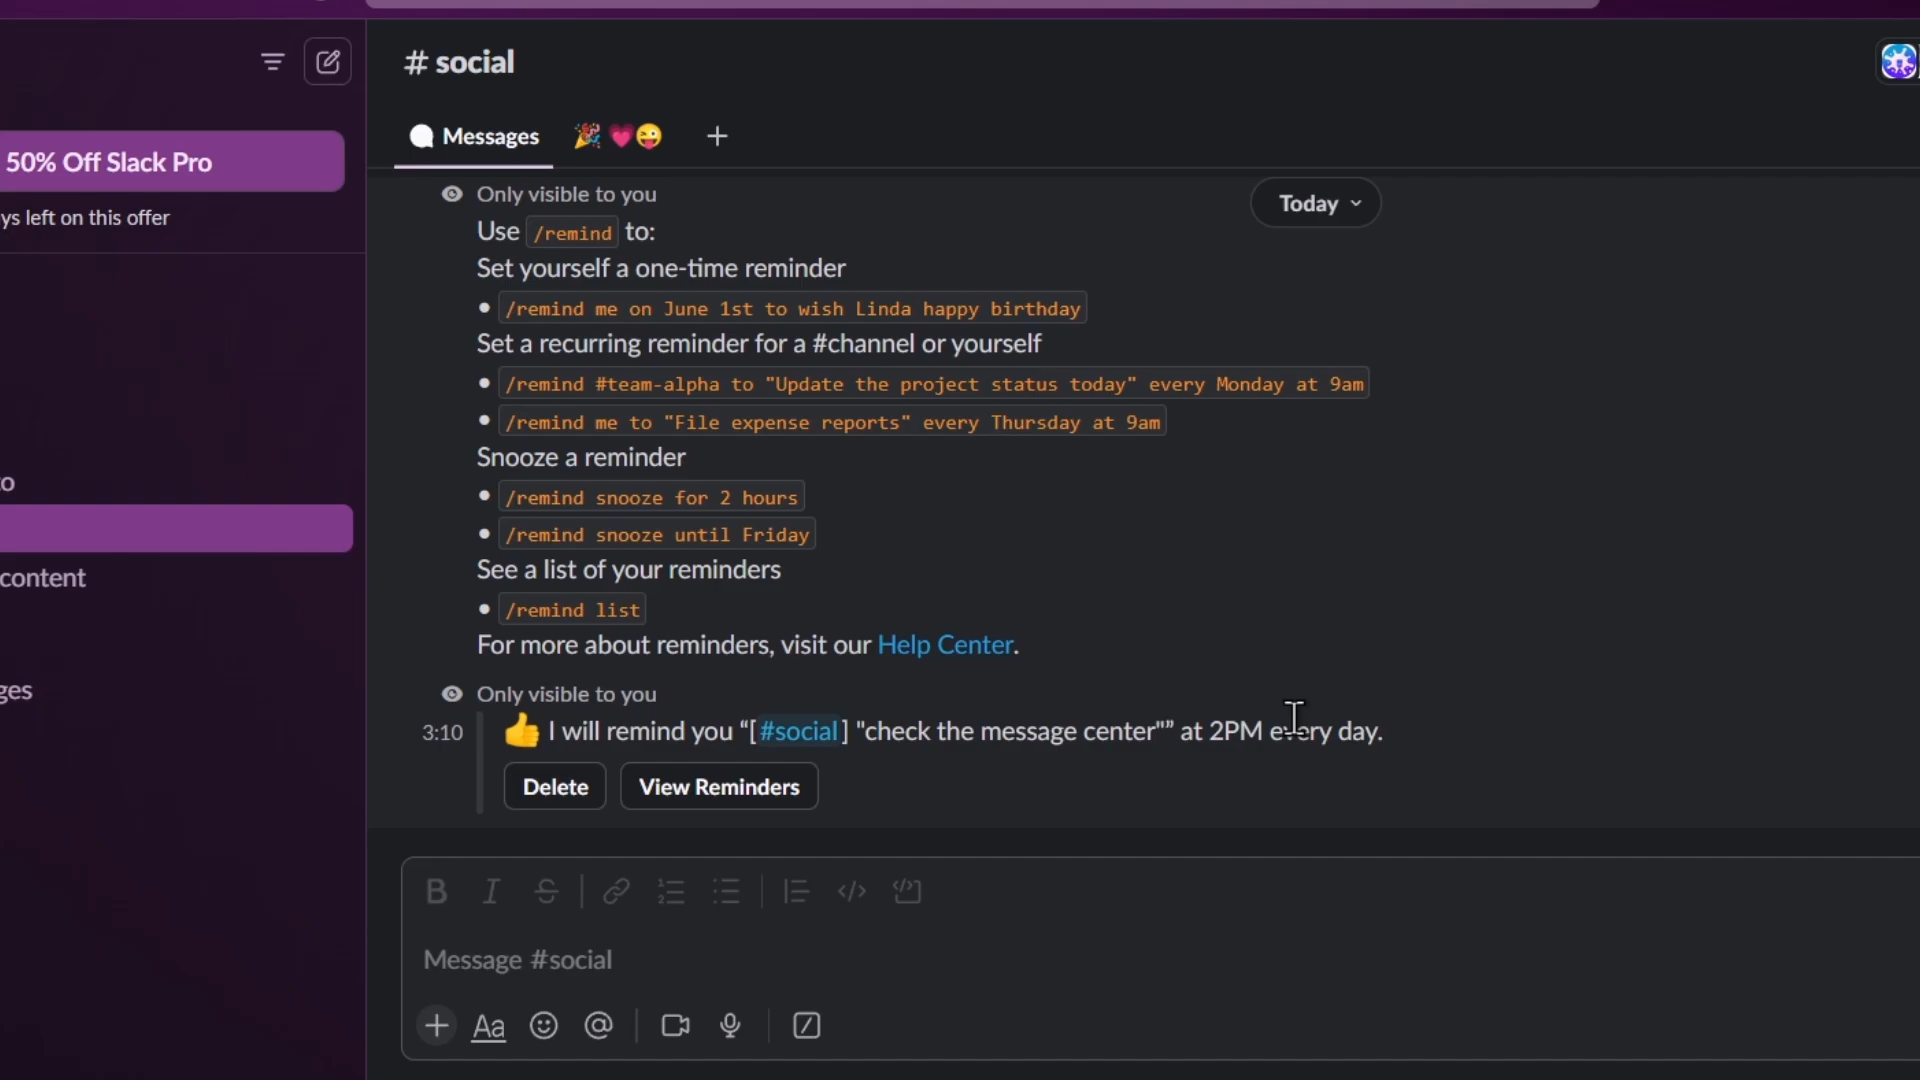 # social
50% Off Slack Pro
Messages
ys left on this offer
Only visible to you
Today
Use /remind to:
Set yourself a one-time reminder
• /remind me on June 1st to wish Linda happy birthday
Set a recurring reminder for a #channel or yourself
• /remind #team-alpha to "Update the project status today" every Monday at 9am
• /remind me to "File expense reports" every Thursday at 9am
Snooze a reminder
• /remind snooze for 2 hours
• /remind snooze until Friday
See a list of your reminders
• /remind list
For more about reminders, visit our Help Center.
to
content
ges
Only visible to you
3:10 👍 I will remind you “[#social] "check the message center"” at 2PM every day.
Delete
View Reminders
Message #social
Aa